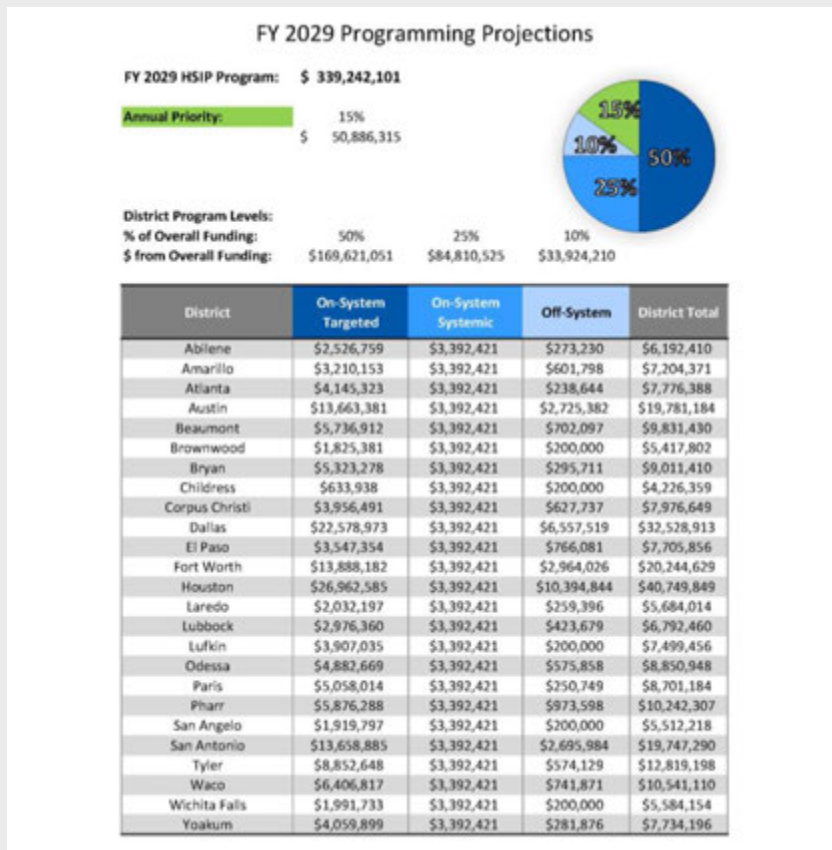 FY 2029 Programming Projections
FY 2029 HSIP Program: $ 339,242,101
Annual Priority: 15%
$ 50,886,315
15%
10%
50%
25%
District Program Levels:
% of Overall Funding: 50% 25% 10%
$ from Overall Funding: $169,621,051 $84,810,525 $33,924,210
District On-System Targeted On-System Systemic Off-System District Total
Abilene $2,526,759 $3,392,421 $273,230 $6,192,410
Amarillo $3,210,153 $3,392,421 $601,798 $7,204,371
Atlanta $4,145,323 $3,392,421 $238,644 $7,776,388
Austin $13,663,381 $3,392,421 $2,725,382 $19,781,184
Beaumont $5,736,912 $3,392,421 $702,097 $9,831,430
Brownwood $1,825,381 $3,392,421 $200,000 $5,417,802
Bryan $5,323,278 $3,392,421 $295,711 $9,011,410
Childress $633,938 $3,392,421 $200,000 $4,226,359
Corpus Christi $3,956,491 $3,392,421 $627,737 $7,976,649
Dallas $22,578,973 $3,392,421 $6,557,519 $32,528,913
El Paso $3,547,354 $3,392,421 $766,081 $7,705,856
Fort Worth $13,888,182 $3,392,421 $2,964,026 $20,244,629
Houston $26,962,585 $3,392,421 $10,394,844 $40,749,849
Laredo $2,032,197 $3,392,421 $259,396 $5,684,014
Lubbock $2,976,360 $3,392,421 $423,679 $6,792,460
Lufkin $3,907,035 $3,392,421 $200,000 $7,499,456
Odessa $4,882,669 $3,392,421 $575,858 $8,850,948
Paris $5,058,014 $3,392,421 $250,749 $8,701,184
Pharr $5,876,288 $3,392,421 $973,598 $10,242,307
San Angelo $1,919,797 $3,392,421 $200,000 $5,512,218
San Antonio $13,658,885 $3,392,421 $2,695,984 $19,747,290
Tyler $8,852,648 $3,392,421 $574,129 $12,819,198
Waco $6,406,817 $3,392,421 $741,871 $10,541,110
Wichita Falls $1,991,733 $3,392,421 $200,000 $5,584,154
Yoakum $4,059,899 $3,392,421 $281,876 $7,734,196